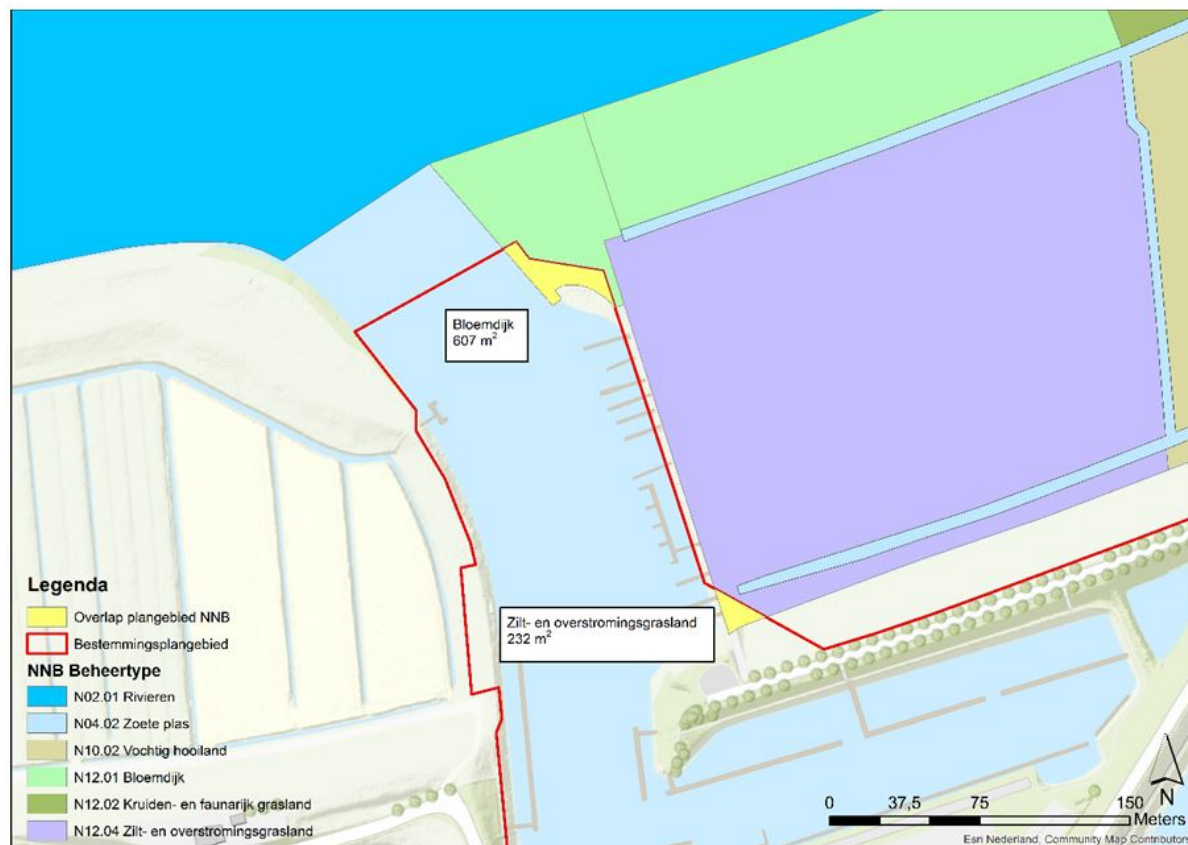 Bloemdijk
607 m²
Zilt- en overstromingsgrasland
232 m²
Legenda
Overlap plangebied NNB
Bestemmingsplangebied
NNB Beheertype
N02.01 Rivieren
N04.02 Zoete plas
N10.02 Vochtig hooiland
N12.01 Bloemdijk
N12.02 Kruiden- en faunarijk grasland
N12.04 Zilt- en overstromingsgrasland
0 37,5 75 150
Meters
N
Esri Nederland, Community Map Contributors